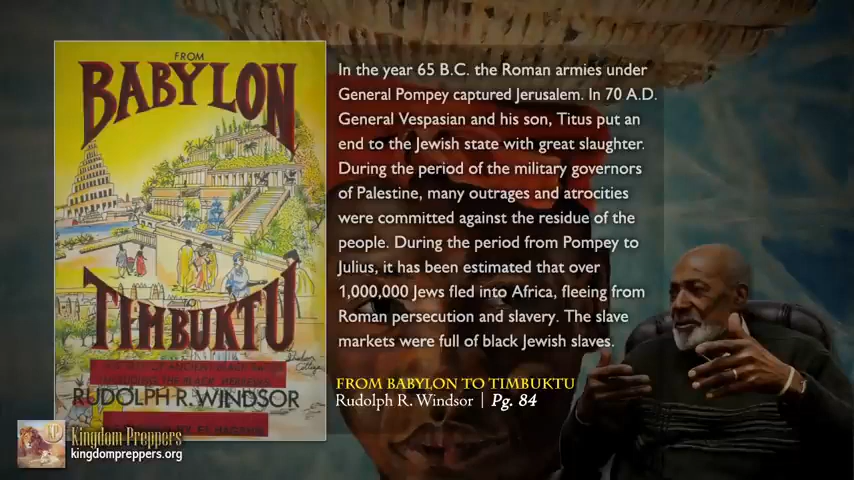 FROM
BABYLON
TO
TIMBUKTU
RUDOLPH R. WINDSOR
In the year 65 B.C. the Roman armies under
General Pompey captured Jerusalem. In 70 A.D.
General Vespasian and his son, Titus put an
end to the Jewish state with great slaughter.
During the period of the military governors
of Palestine, many outrages and atrocities
were committed against the residue of the
people. During the period from Pompey to
Julius, it has been estimated that over
1,000,000 Jews fled into Africa, fleeing from
Roman persecution and slavery. The slave
markets were full of black Jewish slaves.
FROM BABYLON TO TIMBUKTU
Rudolph R. Windsor | Pg. 84
Kingdom Preppers
kingdompreppers.org